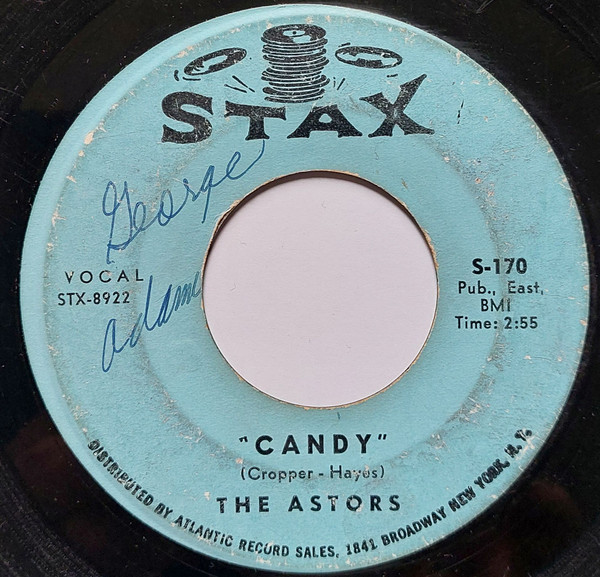 STAX
George
Adams
VOCAL
STX-8922
S-170
Pub., East,
BMI
Time: 2:55
"CANDY"
(Cropper - Hayes)
THE ASTORS
DISTRIBUTED BY ATLANTIC RECORD SALES, 1841 BROADWAY NEW YORK, N. Y.